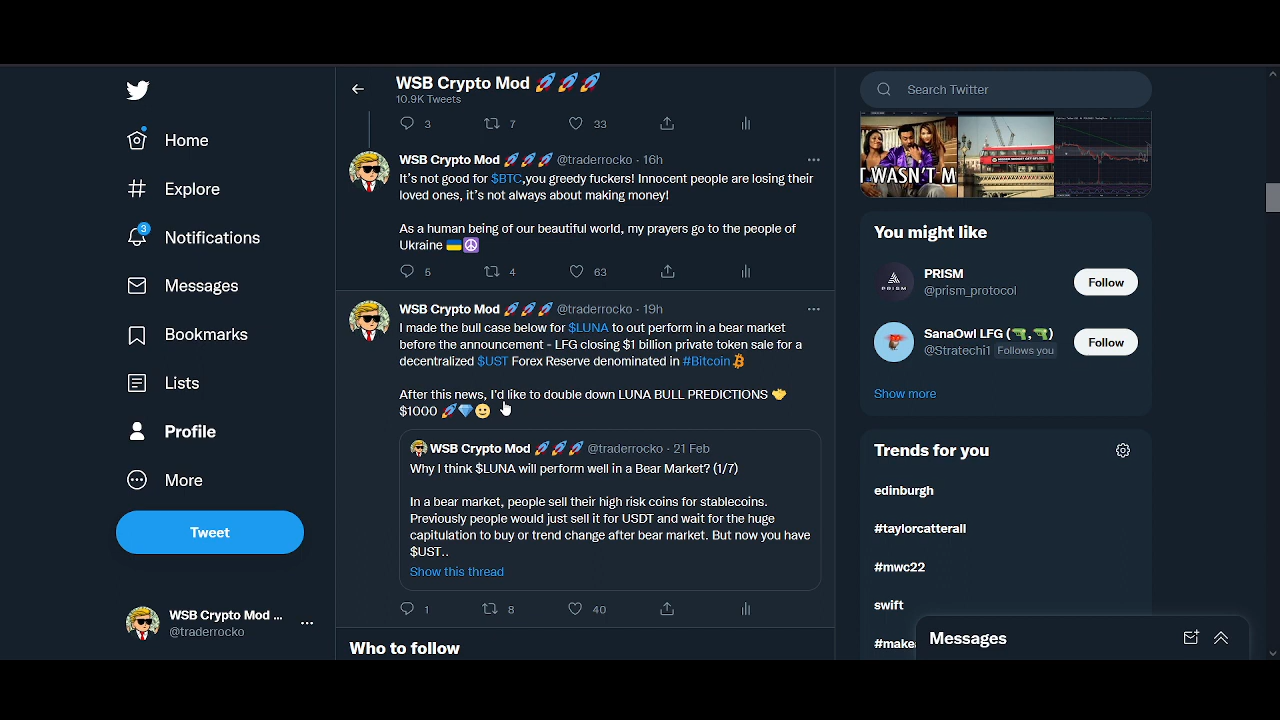 WSB Crypto Mod 🚀🚀🚀
10.9K Tweets
Search Twitter
Home
Explore
3
Notifications
Messages
Bookmarks
Lists
Profile
More
Tweet
WSB Crypto Mod ...
@traderrocko
3 7 33
WSB Crypto Mod 🚀🚀🚀 @traderrocko · 16h
It's not good for $BTC,you greedy fuckers! Innocent people are losing their
loved ones, it's not always about making money!
As a human being of our beautiful world, my prayers go to the people of
Ukraine 🇺🇦☮️
5 4 63
WSB Crypto Mod 🚀🚀🚀 @traderrocko · 19h
I made the bull case below for $LUNA to out perform in a bear market
before the announcement - LFG closing $1 billion private token sale for a
decentralized $UST Forex Reserve denominated in #Bitcoin
After this news, I'd like to double down LUNA BULL PREDICTIONS
$1000 🚀💎🙂
WSB Crypto Mod 🚀🚀🚀 @traderrocko · 21 Feb
Why I think $LUNA will perform well in a Bear Market? (1/7)
In a bear market, people sell their high risk coins for stablecoins.
Previously people would just sell it for USDT and wait for the huge
capitulation to buy or trend change after bear market. But now you have
$UST..
Show this thread
1 8 40
Who to follow
T WASN'T M
You might like
PRISM
@prism_protocol
Follow
SanaOwl LFG (🔫,🔫)
@Stratechi1 Follows you
Follow
Show more
Trends for you
edinburgh
#taylorcatterall
#mwc22
swift
#make
Messages